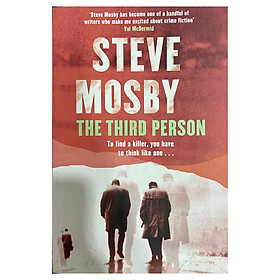 'Steve Mosby has become one of a handful of
writers who make me excited about crime fiction'
Val McDermid
STEVE
MOSBY
THE THIRD PERSON
To find a killer, you have
to think like one . . .